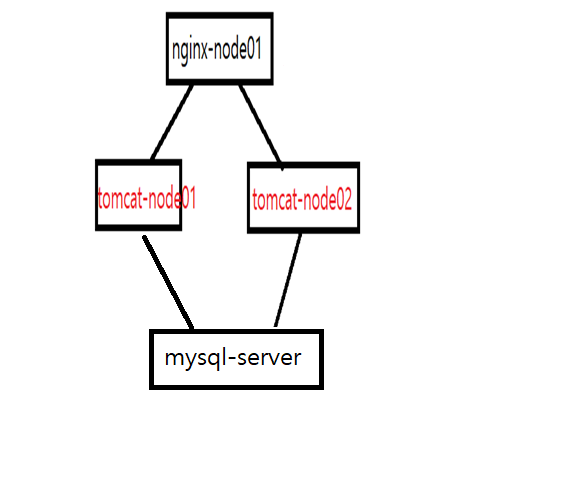 nginx-node01
tomcat-node01
tomcat-node02
mysql-server